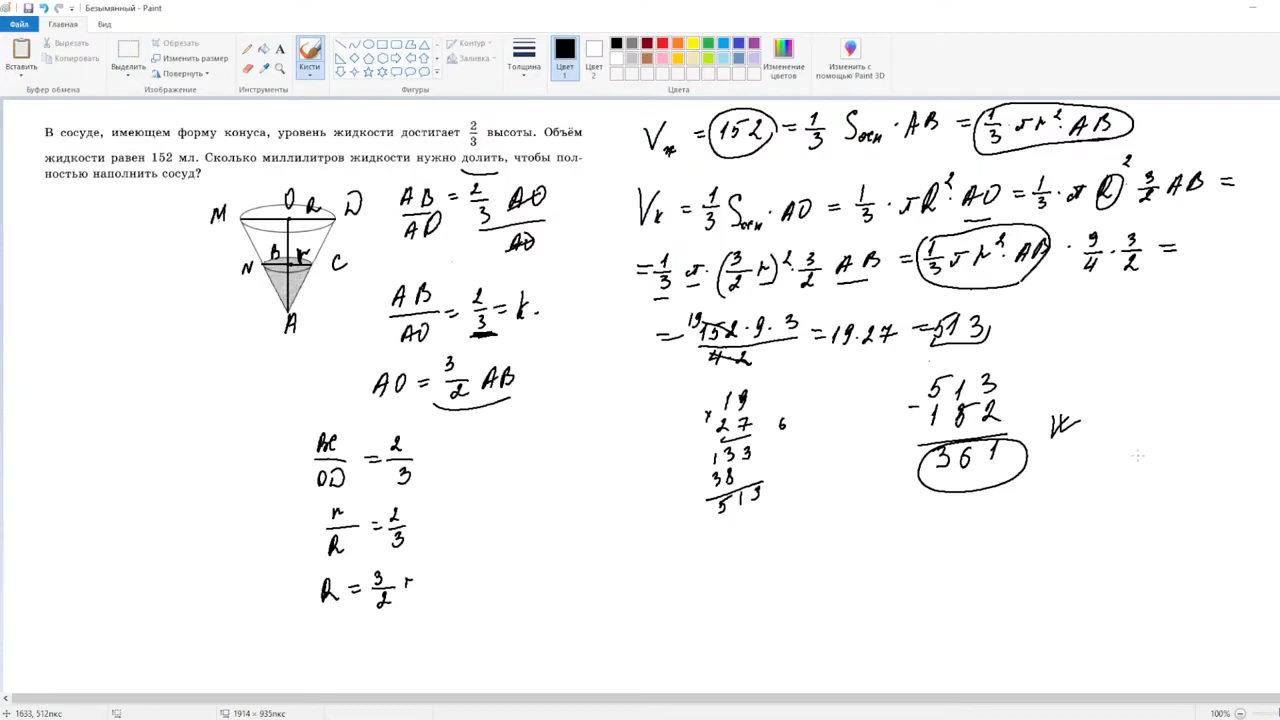 Безымянный - Paint
Файл Главная Вид
Вставить
Вырезать
Копировать
Буфер обмена
Выделить
Обрезать
Изменить размер
Повернуть
Изображение
Инструменты
Кисти
Контур
Заливка
Фигуры
Толщина
Цвет 1
Цвет 2
Изменение цветов
Цвета
Изменить с помощью Paint 3D
В сосуде, имеющем форму конуса, уровень жидкости достигает 2/3 высоты. Объём
жидкости равен 152 мл. Сколько миллилитров жидкости нужно долить, чтобы пол-
ностью наполнить сосуд?
M O R D
N B r C
A
AB/AD = 2/3 AO/AO
AB/AO = 2/3 = k.
AO = 3/2 AB
BC/OD = 2/3
r/R = 2/3
R = 3/2 r
Vж = 152 = 1/3 Sосн · AB = 1/3 · πr² · AB
Vк = 1/3 Sосн · AO = 1/3 · πR² · AO = 1/3 · π R² · 3/2 AB =
= 1/3 π · (3/2 r)² · 3/2 AB = 1/3 πr² · AB · 9/4 · 3/2 =
= 19 152 · 9 · 3 / 4 · 2 = 19 · 27 = 513
19
× 27 6
133
38
513
513
- 152
361
1633, 512пкс
1914 × 935пкс
100%